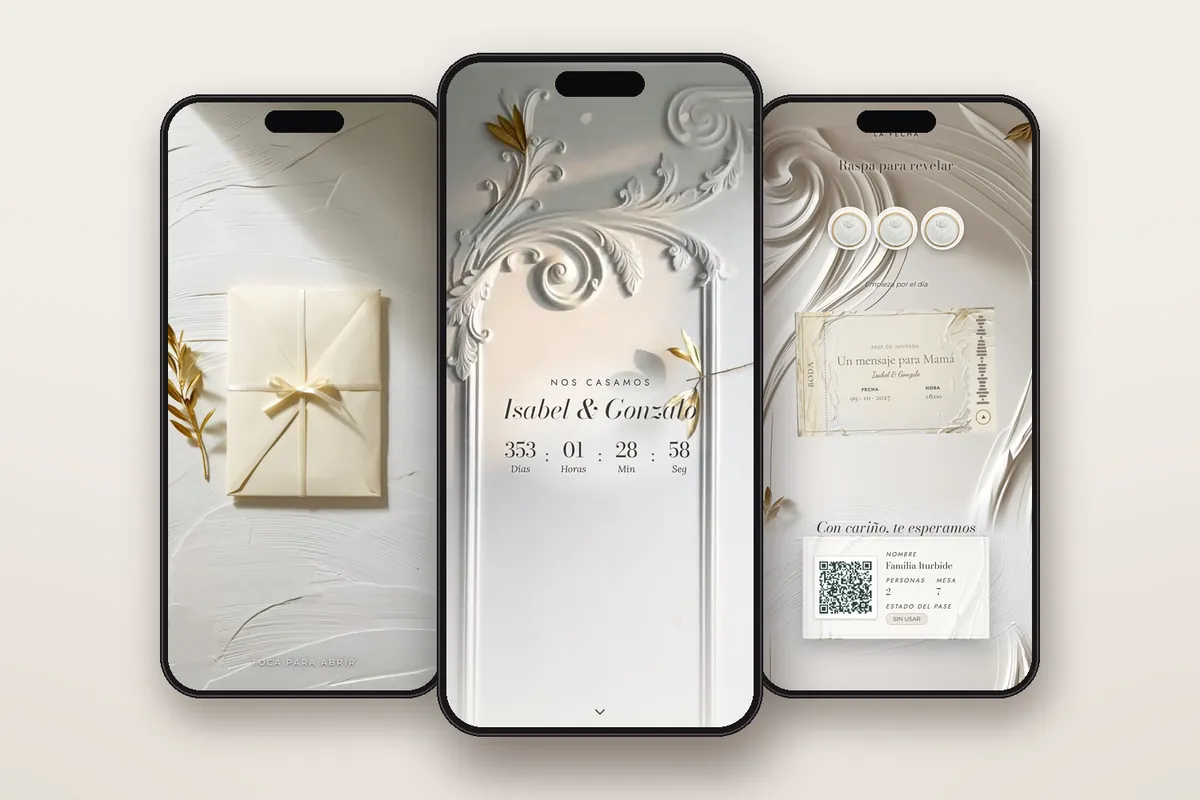 TOCA PARA ABRIR
NOS CASAMOS
Isabel & Gonzalo
353 : 01 : 28 : 58
Días Horas Min Seg
LA FECHA
Raspa para revelar
Empieza por el día
BODA
PASE DE INVITADA
Un mensaje para Mamá
Isabel & Gonzalo
FECHA HORA
09 · 10 · 2027 18:00
Con cariño, te esperamos
NOMBRE
Familia Iturbide
PERSONAS MESA
2 7
ESTADO DEL PASE
SIN USAR